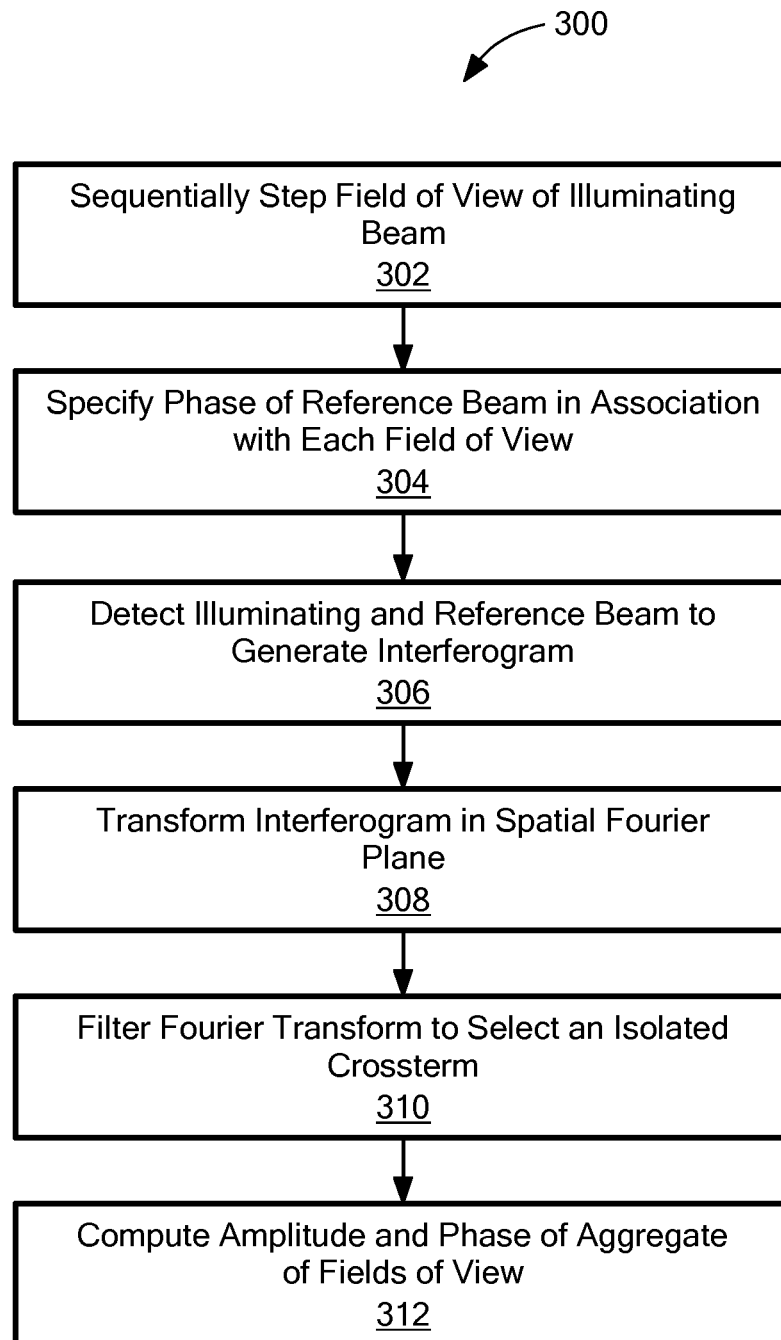 300
Sequentially Step Field of View of Illuminating
Beam
302
Specify Phase of Reference Beam in Association
with Each Field of View
304
Detect Illuminating and Reference Beam to
Generate Interferogram
306
Transform Interferogram in Spatial Fourier
Plane
308
Filter Fourier Transform to Select an Isolated
Crossterm
310
Compute Amplitude and Phase of Aggregate
of Fields of View
312